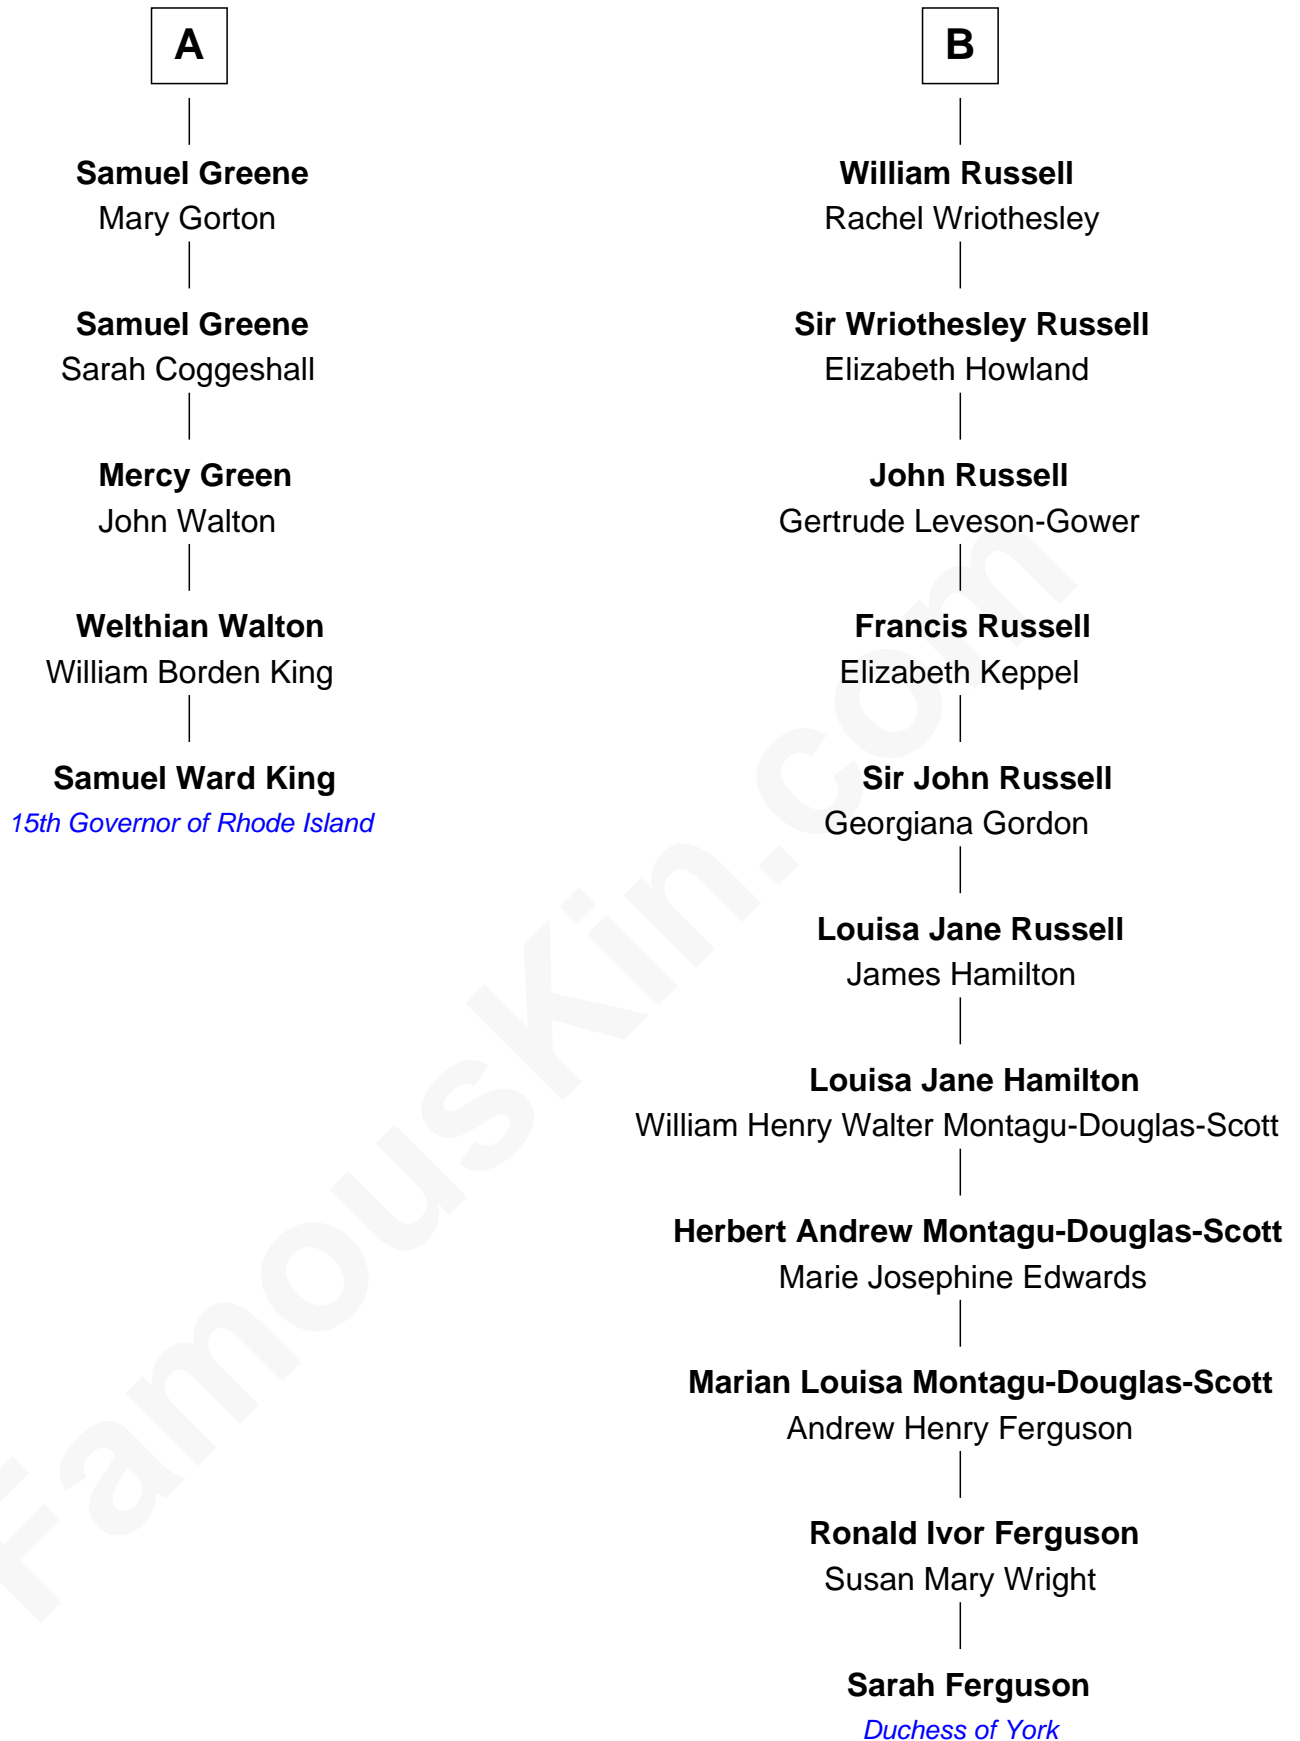 A
Samuel Greene
Mary Gorton
Samuel Greene
Sarah Coggeshall
Mercy Green
John Walton
Welthian Walton
William Borden King
Samuel Ward King
15th Governor of Rhode Island
B
William Russell
Rachel Wriothesley
Sir Wriothesley Russell
Elizabeth Howland
John Russell
Gertrude Leveson-Gower
Francis Russell
Elizabeth Keppel
Sir John Russell
Georgiana Gordon
Louisa Jane Russell
James Hamilton
Louisa Jane Hamilton
William Henry Walter Montagu-Douglas-Scott
Herbert Andrew Montagu-Douglas-Scott
Marie Josephine Edwards
Marian Louisa Montagu-Douglas-Scott
Andrew Henry Ferguson
Ronald Ivor Ferguson
Susan Mary Wright
Sarah Ferguson
Duchess of York
FamousKin.com